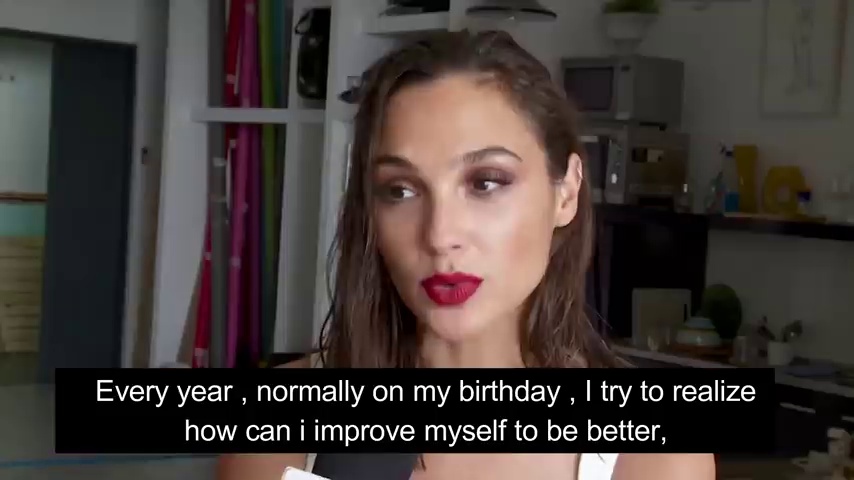 Every year , normally on my birthday , I try to realize
how can i improve myself to be better,